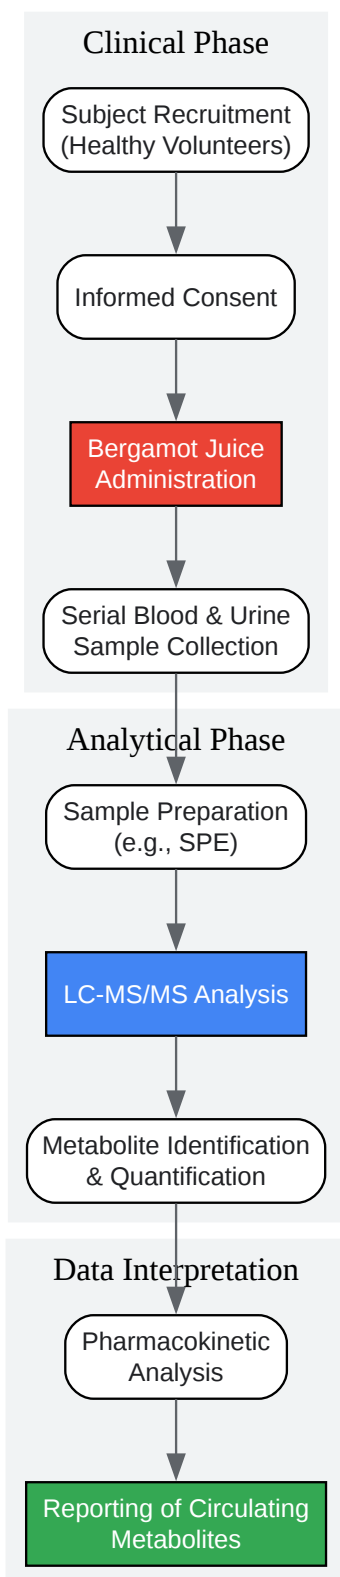 Clinical Phase
Subject Recruitment
(Healthy Volunteers)
Informed Consent
Bergamot Juice
Administration
Serial Blood & Urine
Sample Collection
Analytical Phase
Sample Preparation
(e.g., SPE)
LC-MS/MS Analysis
Metabolite Identification
& Quantification
Data Interpretation
Pharmacokinetic
Analysis
Reporting of Circulating
Metabolites